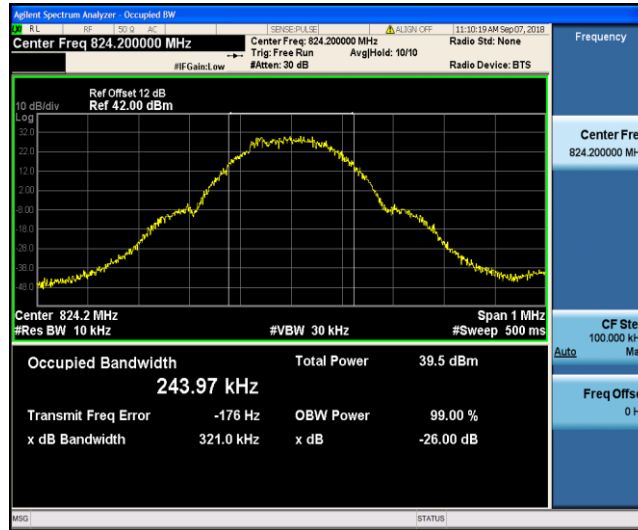 Agilent Spectrum Analyzer - Occupied BW
RL RF 50 Ω AC SENSE:PULSE ALIGN OFF 11:10:19 AM Sep 07, 2018
Center Freq 824.200000 MHz
Center Freq: 824.200000 MHz Radio Std: None
Trig: Free Run Avg|Hold: 10/10
#IFGain:Low #Atten: 30 dB Radio Device: BTS
Frequency
Ref Offset 12 dB
10 dB/div Ref 42.00 dBm
Log
32.0
22.0
12.0
2.00
-8.00
-18.0
-28.0
-38.0
-48.0
Center 824.2 MHz Span 1 MHz
#Res BW 10 kHz #VBW 30 kHz #Sweep 500 ms
Center Fre
824.200000 MH
CF Ste
100.000 kH
Auto Ma
Freq Offse
0 H
Occupied Bandwidth Total Power 39.5 dBm
243.97 kHz
Transmit Freq Error -176 Hz OBW Power 99.00 %
x dB Bandwidth 321.0 kHz x dB -26.00 dB
MSG STATUS